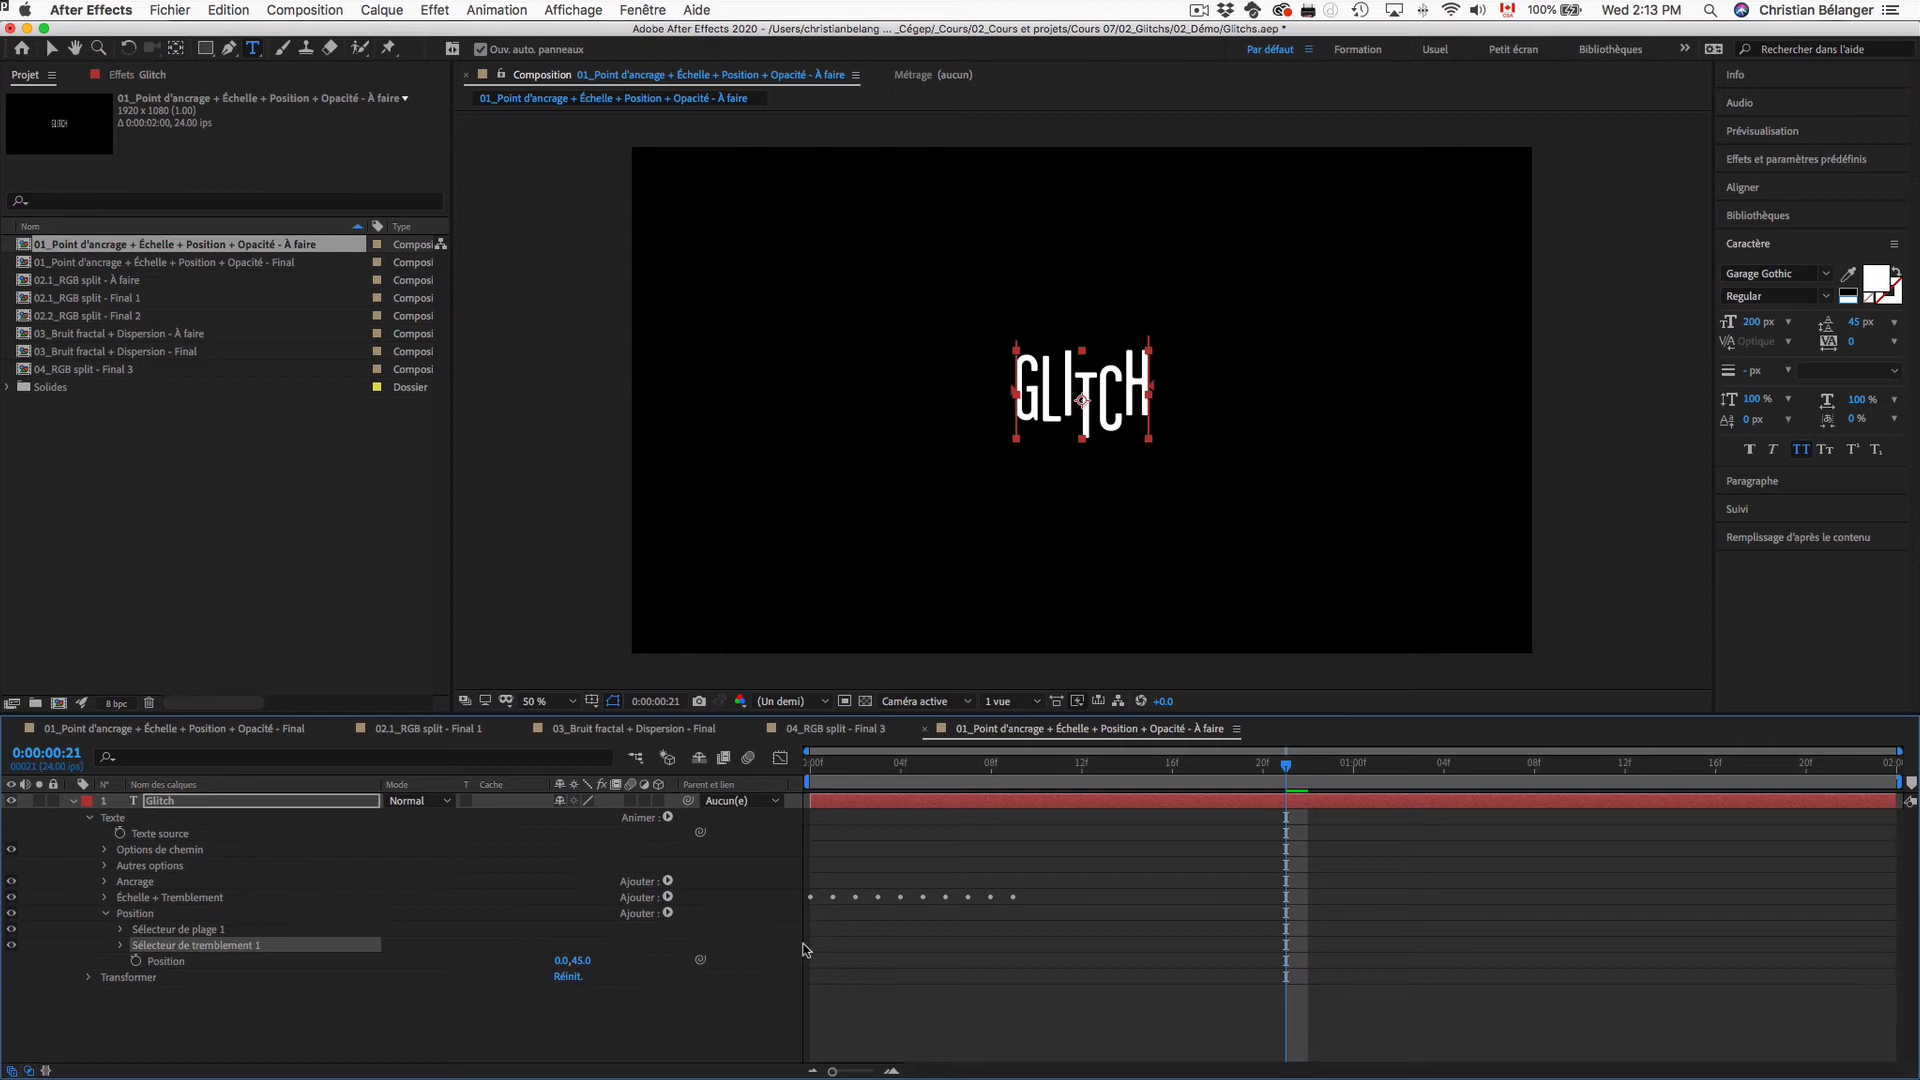 After Effects Fichier Edition Composition Calque Effet Animation Affichage Fenêtre Aide 100% Wed 2:13 PM Christian Bélanger
Adobe After Effects 2020 - /Users/christianbelang ... _Cégep/_Cours/02_Cours et projets/Cours 07/02_Glitchs/02_Démo/Glitchs.aep *
Ouv. auto. panneaux Par défaut Formation Usuel Petit écran Bibliothèques Rechercher dans l'aide
Projet Effets Glitch
Composition 01_Point d'ancrage + Échelle + Position + Opacité - À faire Métrage (aucun)
01_Point d'ancrage + Échelle + Position + Opacité - À faire
01_Point d'ancrage + Échelle + Position + Opacité - À faire
1920 x 1080 (1.00)
Δ 0:00:02:00, 24.00 ips
GLITCH
Nom Type
01_Point d'ancrage + Échelle + Position + Opacité - À faire Composi
01_Point d'ancrage + Échelle + Position + Opacité - Final Composi
02.1_RGB split - À faire Composi
02.1_RGB split - Final 1 Composi
02.2_RGB split - Final 2 Composi
03_Bruit fractal + Dispersion - À faire Composi
03_Bruit fractal + Dispersion - Final Composi
04_RGB split - Final 3 Composi
Solides Dossier
8 bpc
GLITCH
50 % 0:00:00:21 (Un demi) Caméra active 1 vue +0.0
Info
Audio
Prévisualisation
Effets et paramètres prédéfinis
Aligner
Bibliothèques
Caractère
Garage Gothic
Regular
200 px 45 px
Optique 0
- px
100 % 100 %
0 px 0 %
T T TT Tт T¹ T₁
Paragraphe
Suivi
Remplissage d'après le contenu
01_Point d'ancrage + Échelle + Position + Opacité - Final 02.1_RGB split - Final 1 03_Bruit fractal + Dispersion - Final 04_RGB split - Final 3 01_Point d'ancrage + Échelle + Position + Opacité - À faire
0:00:00:21
00021 (24.00 ips)
0:00f 04f 08f 12f 16f 20f 01:00f 04f 08f 12f 16f 20f 02:0
N° Nom des calques Mode T Cache Parent et lien
1 T Glitch Normal Aucun(e)
Texte Animer :
Texte source
Options de chemin
Autres options
Ancrage Ajouter :
Échelle + Tremblement Ajouter :
Position Ajouter :
Sélecteur de plage 1
Sélecteur de tremblement 1
Position 0.0,45.0
Transformer Réinit.